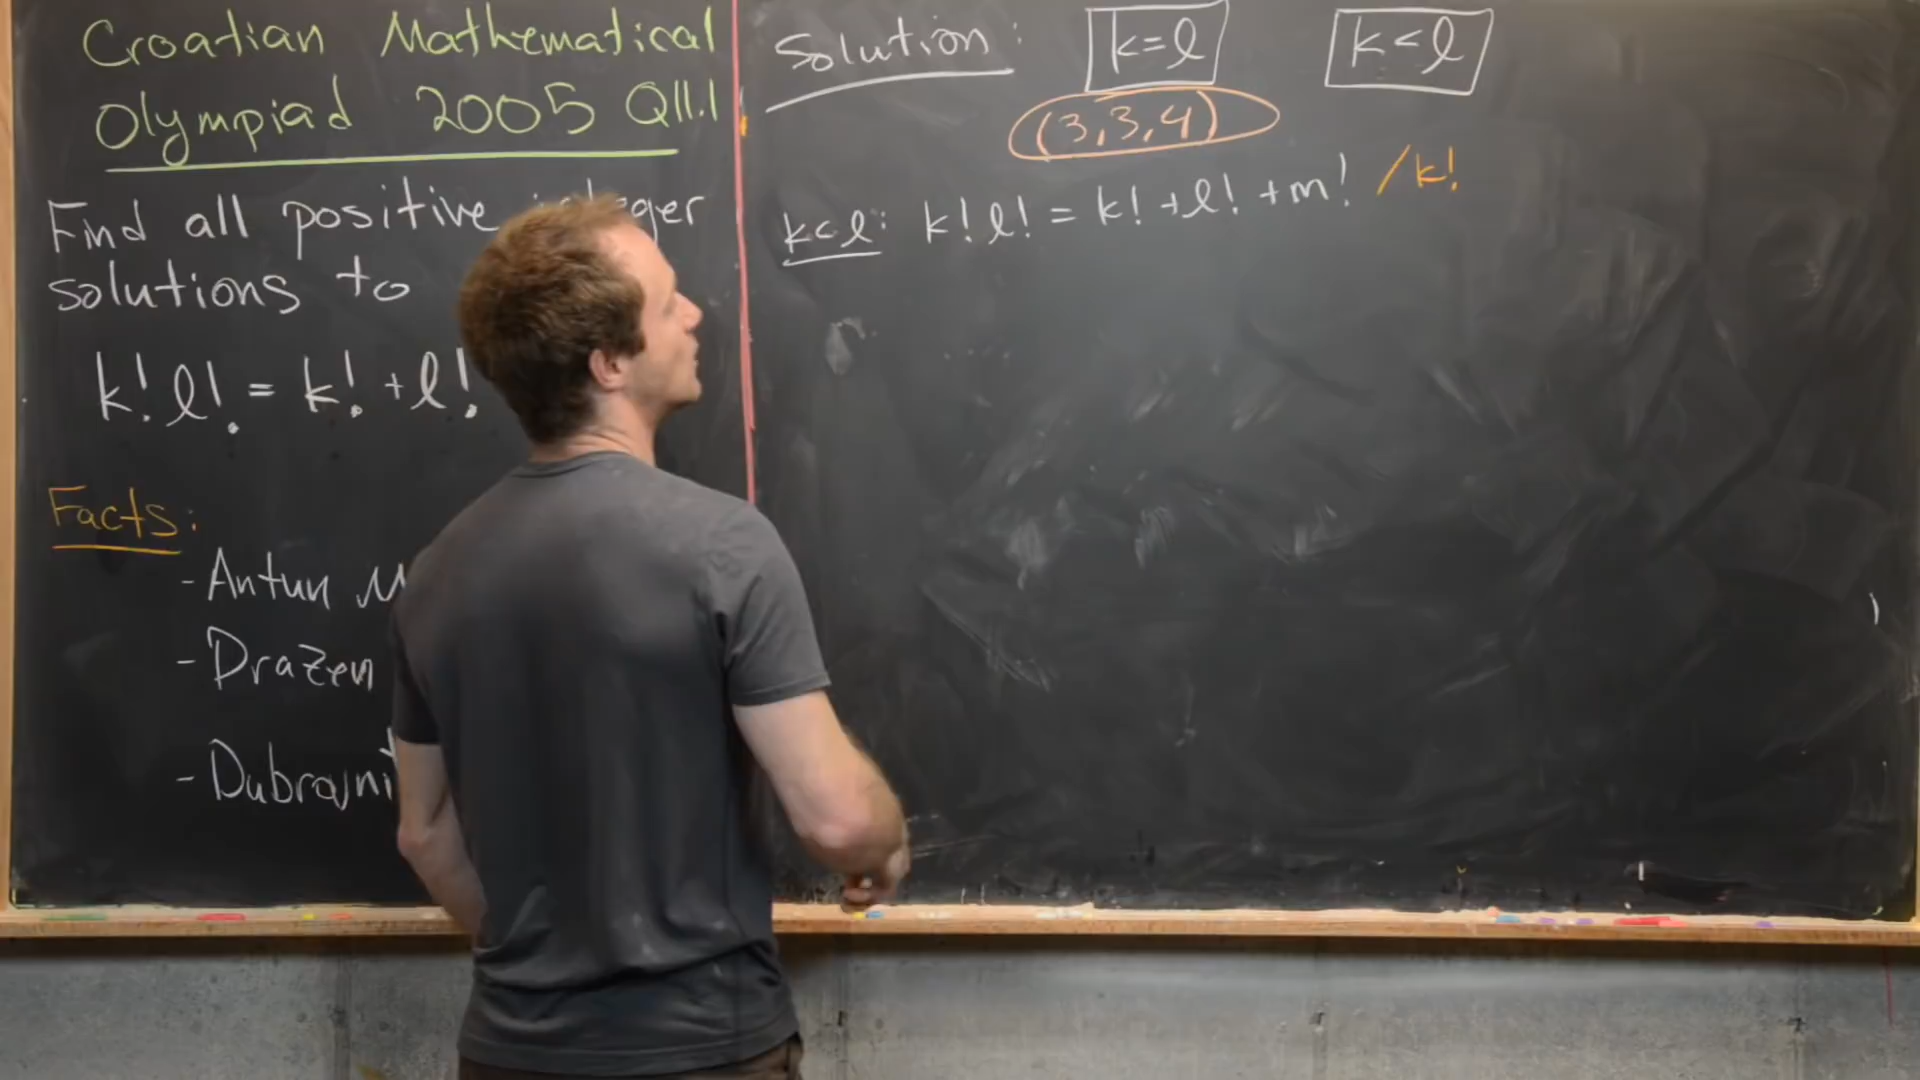 Croatian Mathematical
Olympiad 2005 Q11.1
Find all positive integer
solutions to
k! l! = k! + l!
Facts:
- Antun M
- Drazen
- Dubravni
Solution: k=l k<l
(3,3,4)
k<l: k! l! = k! + l! + m! /k!